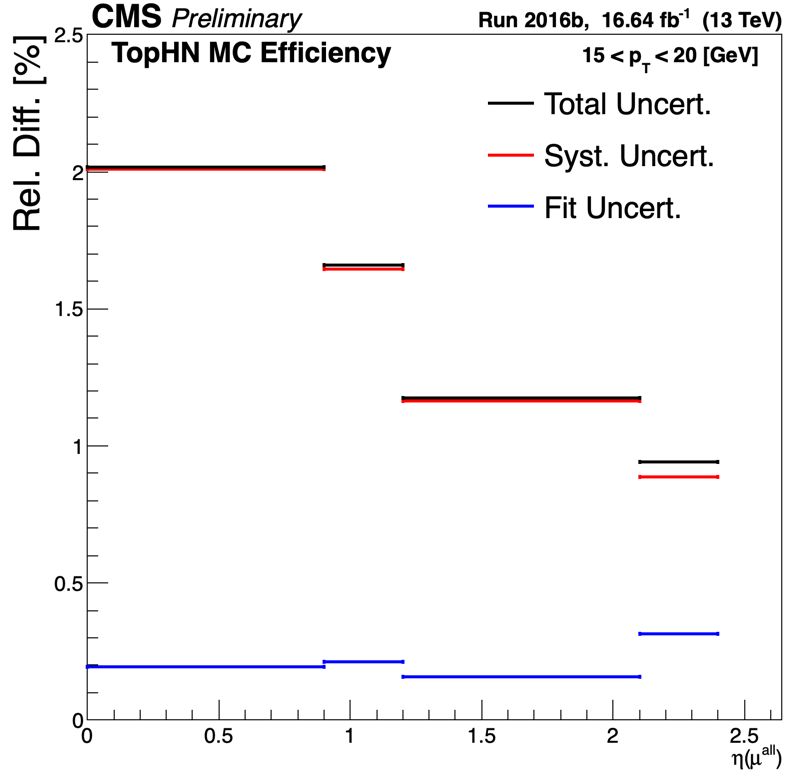 CMS Preliminary
Run 2016b, 16.64 fb⁻¹ (13 TeV)
TopHN MC Efficiency
15 < p_T < 20 [GeV]
Total Uncert.
Syst. Uncert.
Fit Uncert.
Rel. Diff. [%]
2.5
2
1.5
1
0.5
0
0 0.5 1 1.5 2 2.5
η(μ^all)